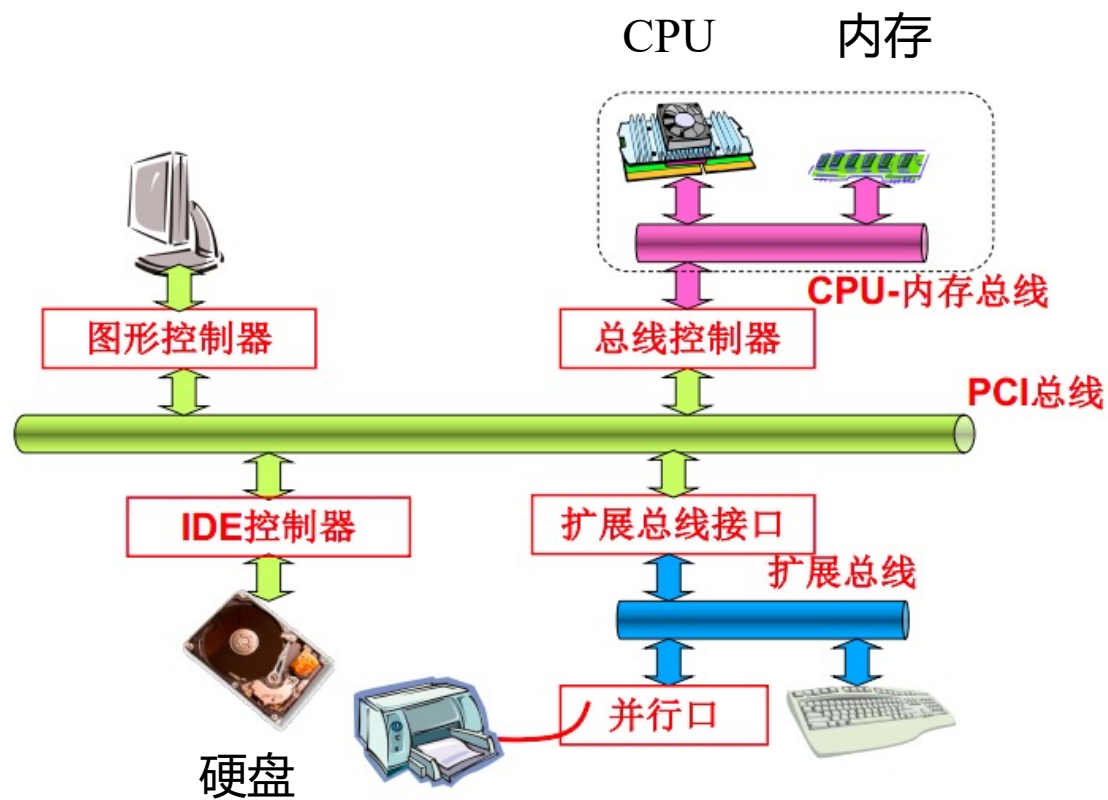 CPU 内存
CPU-内存总线
图形控制器 总线控制器
PCI总线
IDE控制器 扩展总线接口
扩展总线
并行口
硬盘